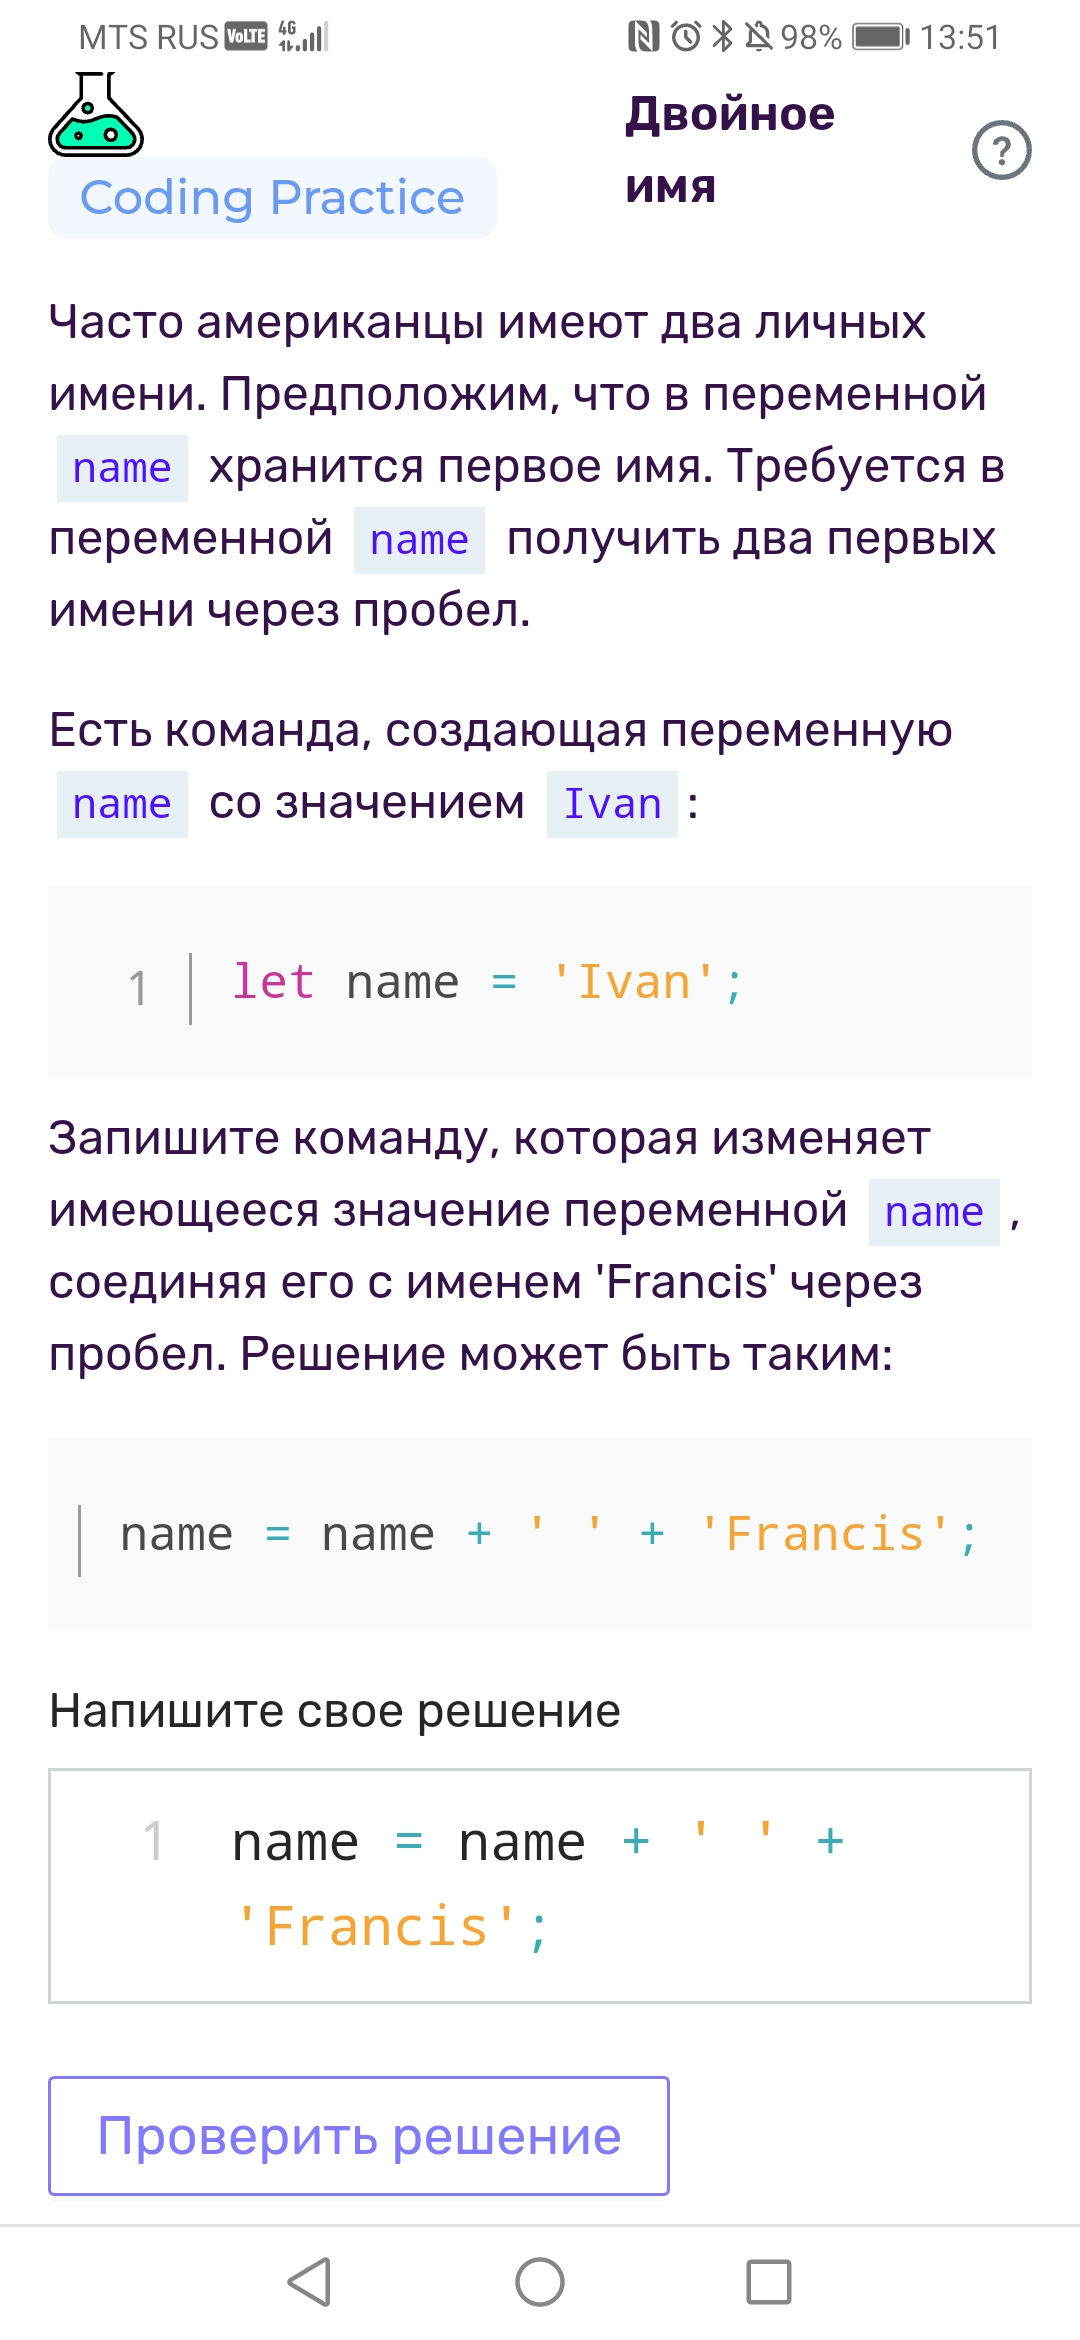 MTS RUS VoLTE 4G 98% 13:51
Двойное
имя
?
Coding Practice
Часто американцы имеют два личных
имени. Предположим, что в переменной
name хранится первое имя. Требуется в
переменной name получить два первых
имени через пробел.
Есть команда, создающая переменную
name со значением Ivan :
1 let name = 'Ivan';
Запишите команду, которая изменяет
имеющееся значение переменной name ,
соединяя его с именем 'Francis' через
пробел. Решение может быть таким:
name = name + ' ' + 'Francis';
Напишите свое решение
1 name = name + ' ' +
'Francis';
Проверить решение